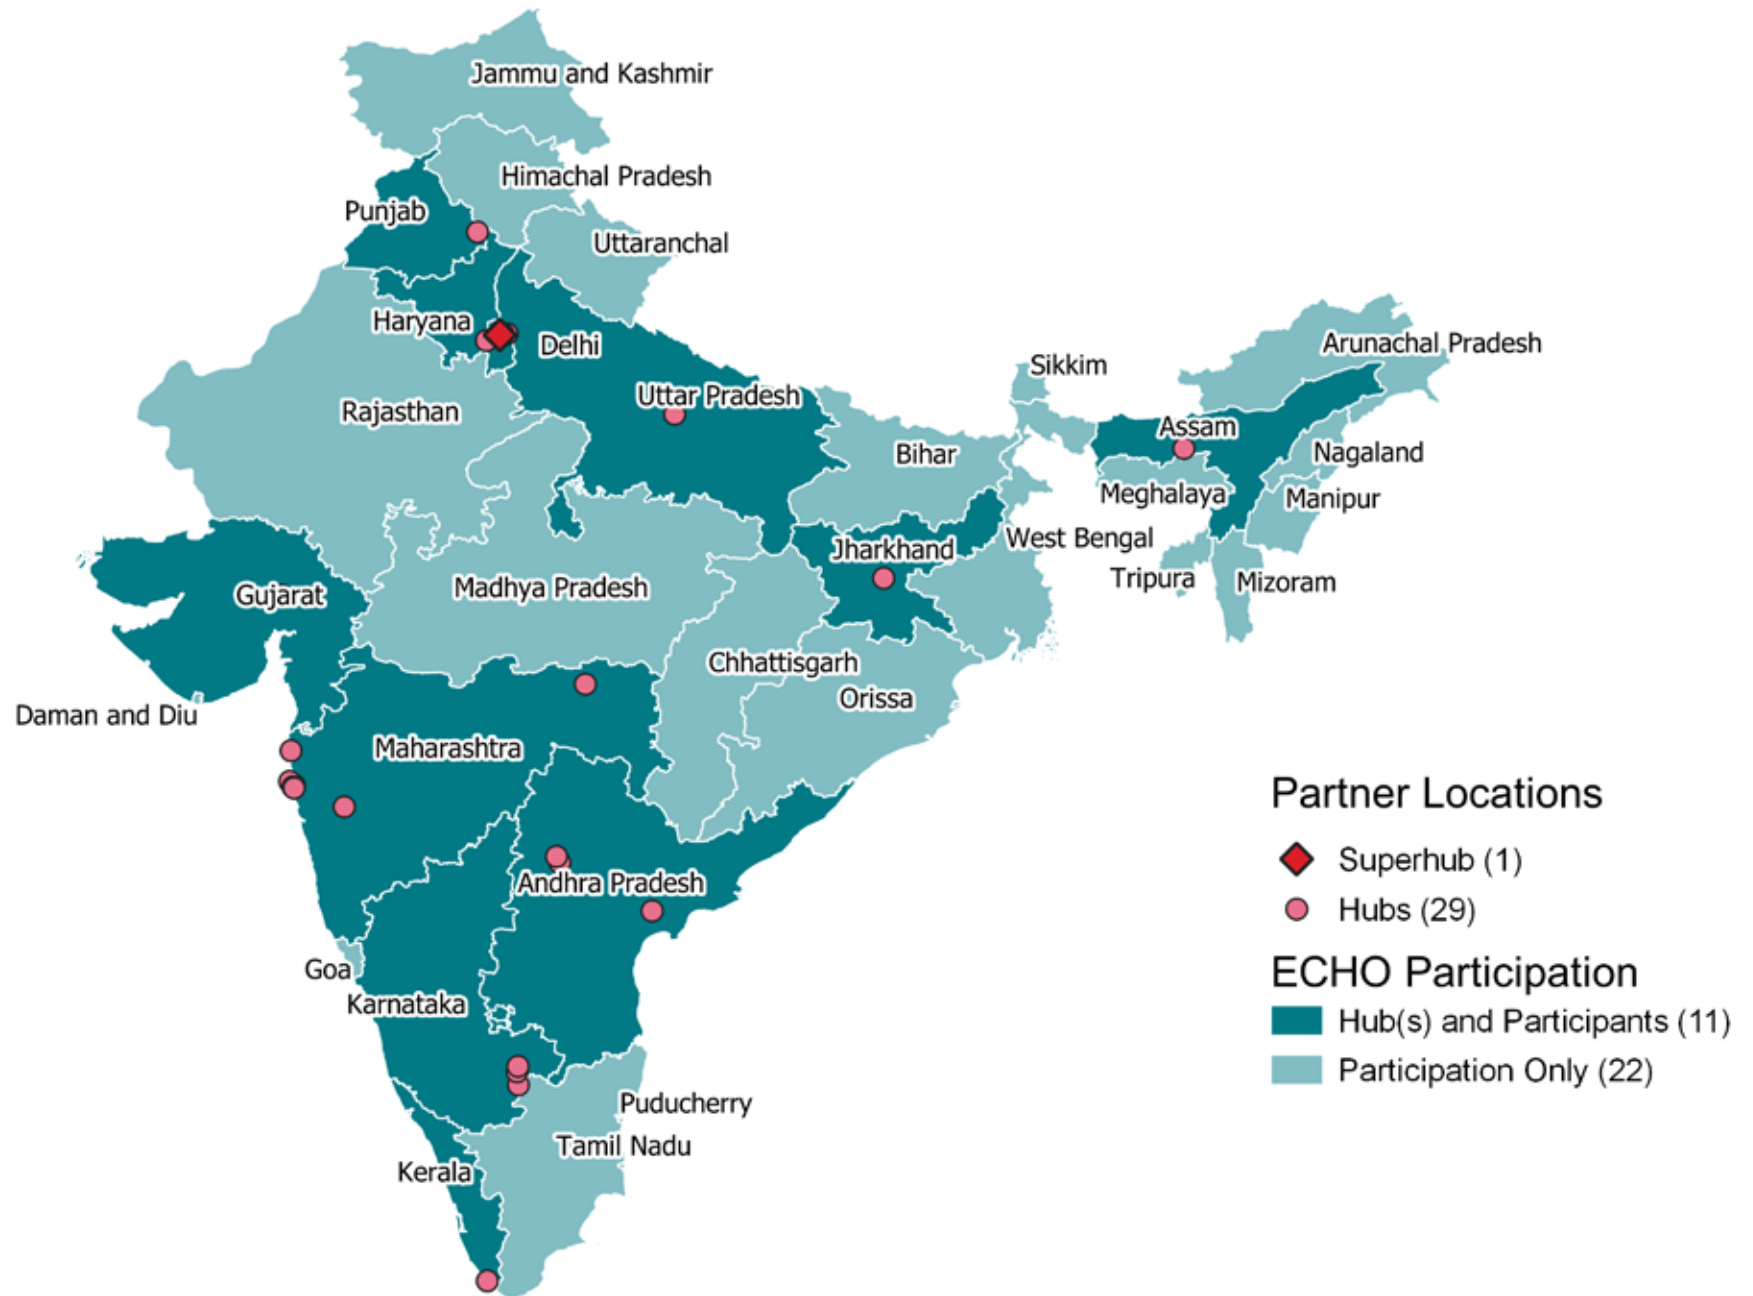 Jammu and Kashmir
Himachal Pradesh
Punjab
Uttaranchal
Haryana
Delhi
Arunachal Pradesh
Sikkim
Uttar Pradesh
Rajasthan
Assam
Bihar
Nagaland
Meghalaya
Manipur
West Bengal
Jharkhand
Tripura
Mizoram
Madhya Pradesh
Gujarat
Chhattisgarh
Orissa
Daman and Diu
Maharashtra
Andhra Pradesh
Goa
Karnataka
Puducherry
Tamil Nadu
Kerala
Partner Locations
Superhub (1)
Hubs (29)
ECHO Participation
Hub(s) and Participants (11)
Participation Only (22)